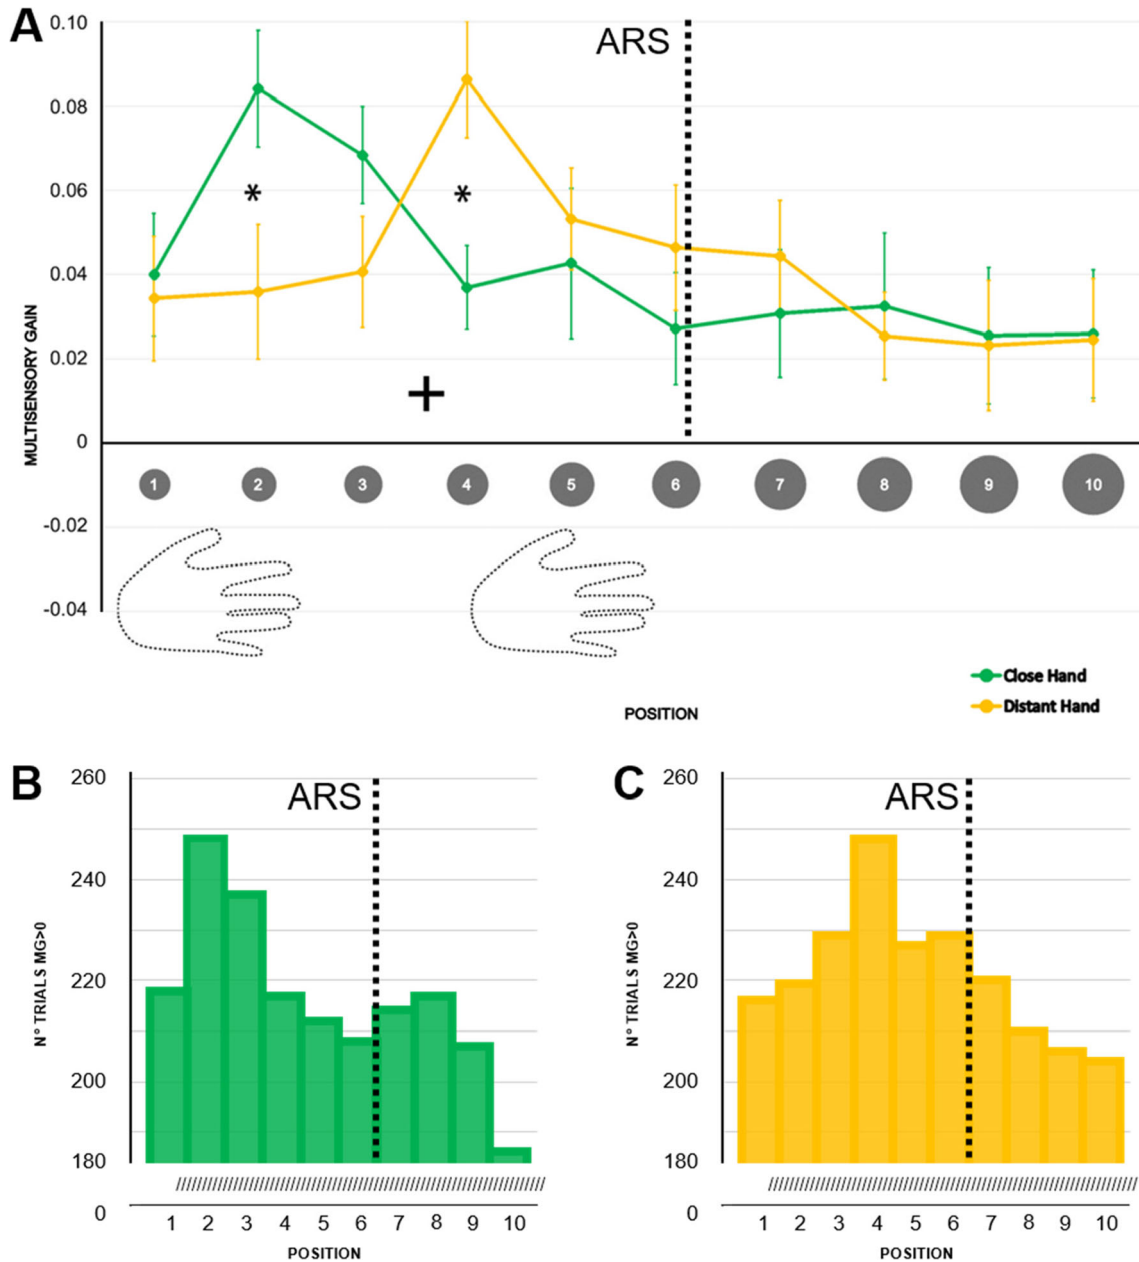 A
ARS
0.10
0.08
0.06
0.04
0.02
0
-0.02
-0.04
MULTISENSORY GAIN
*
*
+
1 2 3 4 5 6 7 8 9 10
Close Hand
Distant Hand
POSITION
B
ARS
260
240
220
200
180
0
N° TRIALS MG>0
1 2 3 4 5 6 7 8 9 10
POSITION
C
ARS
260
240
220
200
180
0
N° TRIALS MG>0
1 2 3 4 5 6 7 8 9 10
POSITION